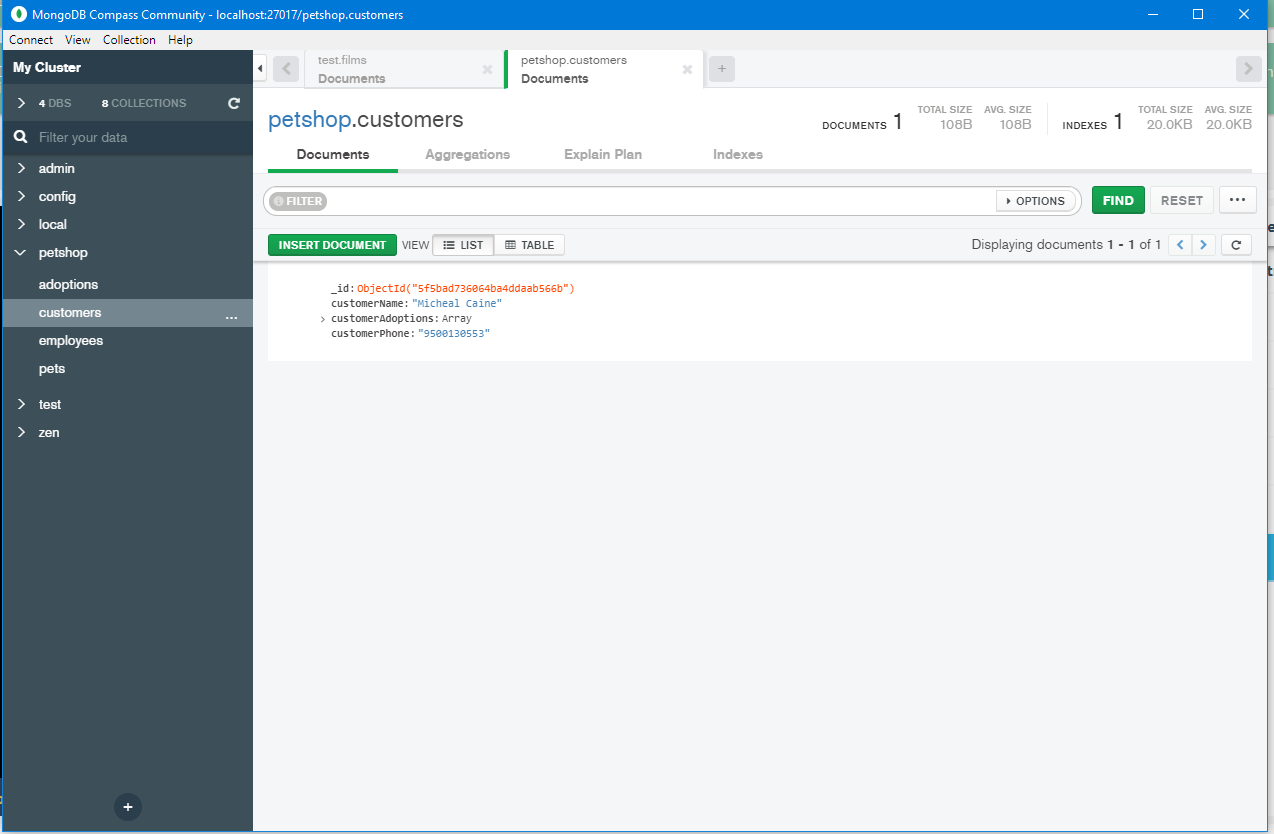 MongoDB Compass Community - localhost:27017/petshop.customers
Connect View Collection Help
My Cluster
4 DBS 8 COLLECTIONS
Filter your data
admin
config
local
petshop
adoptions
customers ...
employees
pets
test
zen
+
test.films
Documents
petshop.customers
Documents
+
petshop.customers
DOCUMENTS 1 TOTAL SIZE 108B AVG. SIZE 108B INDEXES 1 TOTAL SIZE 20.0KB AVG. SIZE 20.0KB
Documents Aggregations Explain Plan Indexes
FILTER OPTIONS FIND RESET ...
INSERT DOCUMENT VIEW LIST TABLE Displaying documents 1 - 1 of 1
_id: ObjectId("5f5bad736064ba4ddaab566b")
customerName: "Micheal Caine"
customerAdoptions: Array
customerPhone: "9500130553"